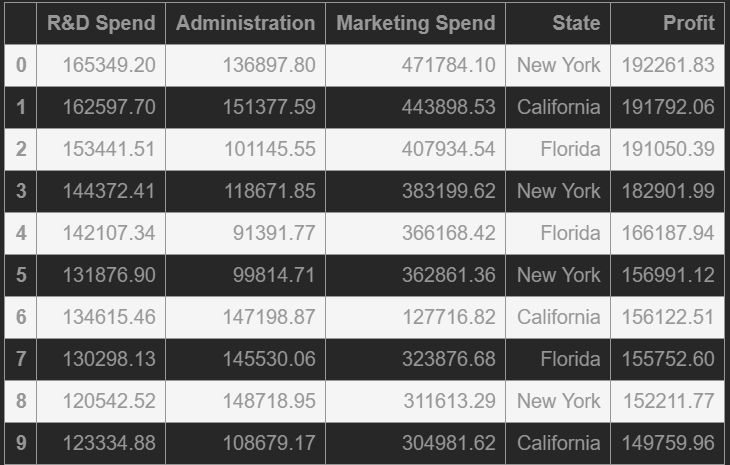 R&D Spend Administration Marketing Spend State Profit
0 165349.20 136897.80 471784.10 New York 192261.83
1 162597.70 151377.59 443898.53 California 191792.06
2 153441.51 101145.55 407934.54 Florida 191050.39
3 144372.41 118671.85 383199.62 New York 182901.99
4 142107.34 91391.77 366168.42 Florida 166187.94
5 131876.90 99814.71 362861.36 New York 156991.12
6 134615.46 147198.87 127716.82 California 156122.51
7 130298.13 145530.06 323876.68 Florida 155752.60
8 120542.52 148718.95 311613.29 New York 152211.77
9 123334.88 108679.17 304981.62 California 149759.96